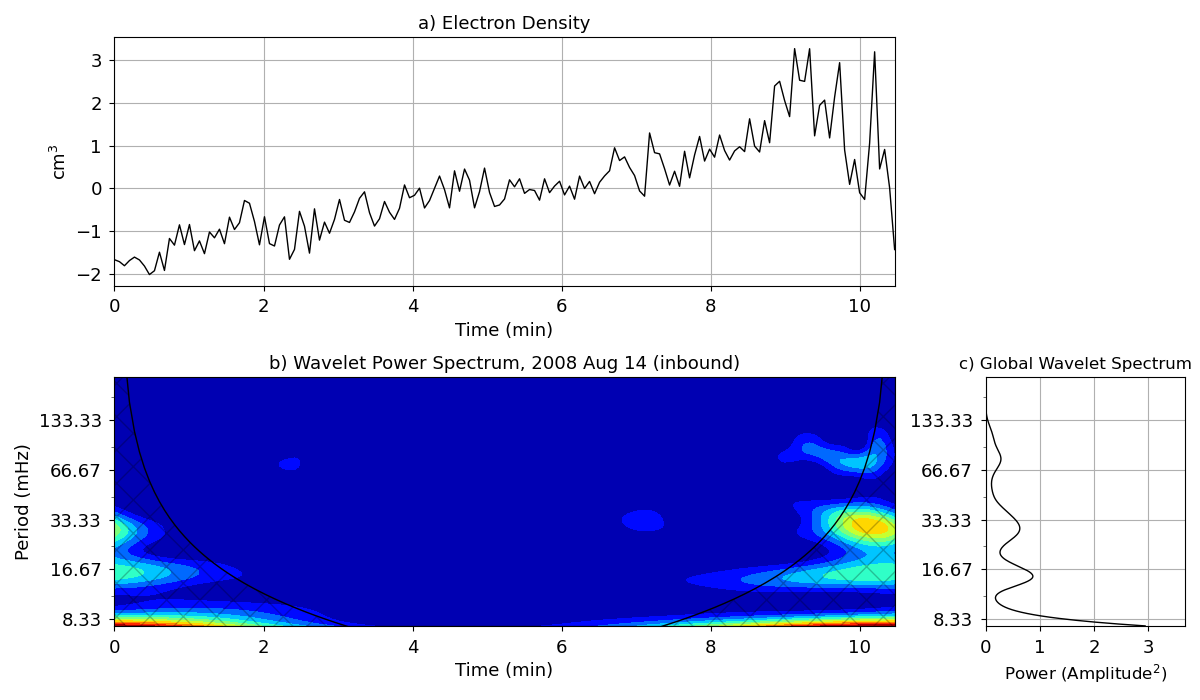 a) Electron Density
cm³
3
2
1
0
−1
−2
0 2 4 6 8 10
Time (min)
b) Wavelet Power Spectrum, 2008 Aug 14 (inbound)
Period (mHz)
133.33
66.67
33.33
16.67
8.33
0 2 4 6 8 10
Time (min)
c) Global Wavelet Spectrum
133.33
66.67
33.33
16.67
8.33
0 1 2 3
Power (Amplitude²)